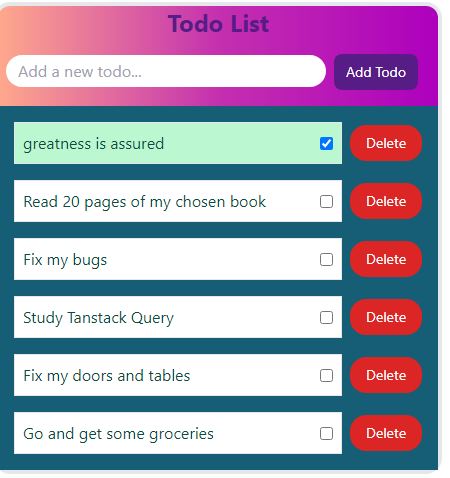 Todo List
Add a new todo... Add Todo
greatness is assured Delete
Read 20 pages of my chosen book Delete
Fix my bugs Delete
Study Tanstack Query Delete
Fix my doors and tables Delete
Go and get some groceries Delete